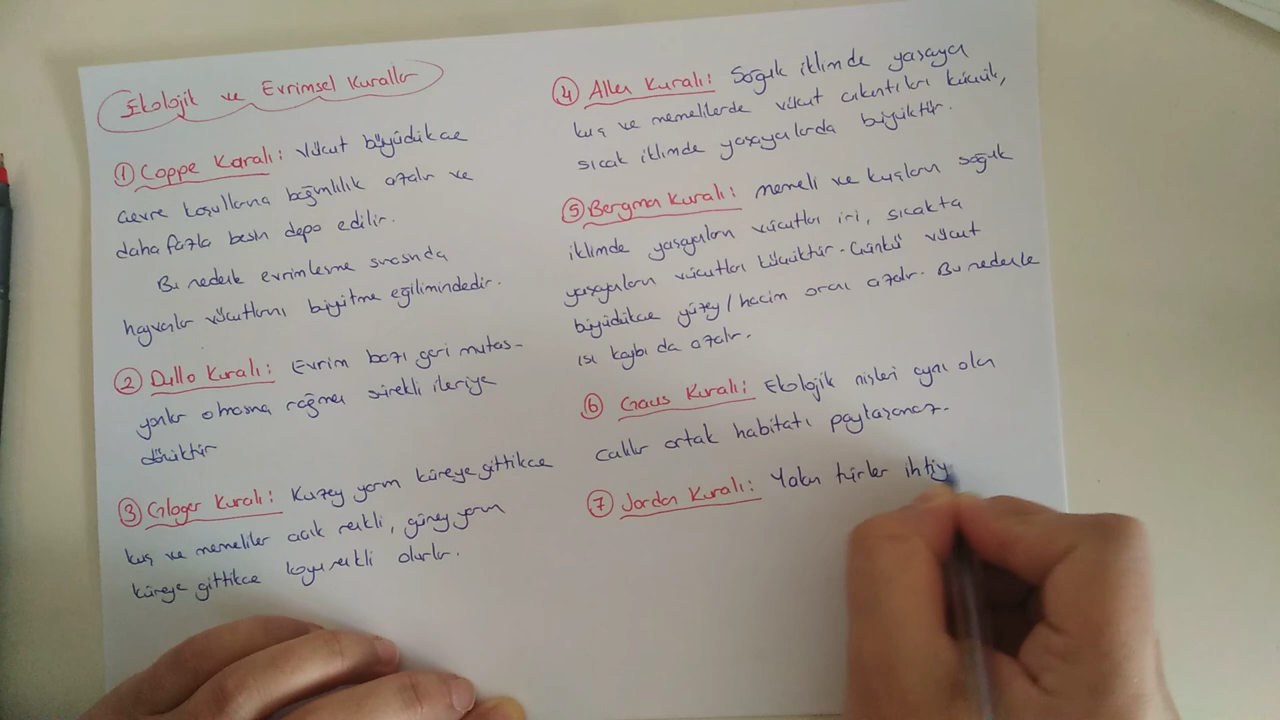 Ekolojik ve Evrimsel Kurallar
① Coppe Kuralı: Vücut büyüdükçe
çevre koşullarına bağımlılık azalır ve
daha fazla besin depo edilir.
Bu nedenle evrimleşme sırasında
hayvanlar vücutlarını büyütme eğilimindedir.
② Dollo Kuralı: Evrim bazı geri mutas-
yonlar olmasına rağmen sürekli ileriye
dönüktür
③ Gloger Kuralı: Kuzey yarım küreye gittikçe
kuş ve memeliler açık renkli, güney yarım
küreye gittikçe koyu renkli olurlar.
④ Allen Kuralı: Soğuk iklimde yaşayan
kuş ve memelilerde vücut çıkıntıları küçük,
sıcak iklimde yaşayanlarda büyüktür.
⑤ Bergman Kuralı: memeli ve kuşların soğuk
iklimde yaşayanların vücutları iri, sıcakta
yaşayanların vücutları küçüktür. Çünkü vücut
büyüdükçe yüzey/hacim oranı azalır. Bu nedenle
ısı kaybı da azalır.
⑥ Gaus Kuralı: Ekolojik nişleri aynı olan
canlılar ortak habitatı paylaşamaz.
⑦ Jordan Kuralı: Yakın türler ihtiy